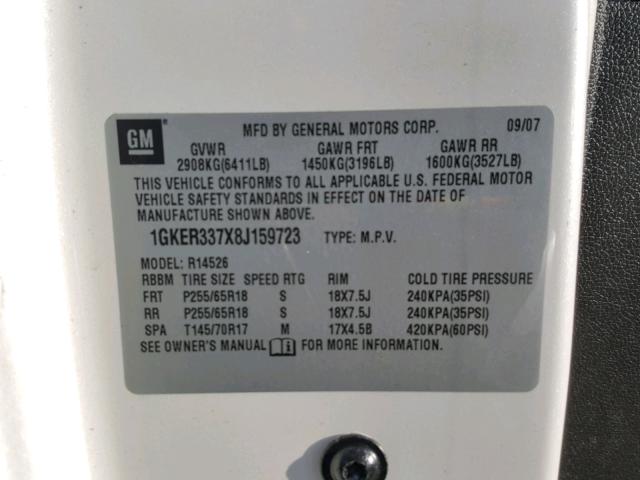 GM ® MFD BY GENERAL MOTORS CORP. 09/07
GVWR GAWR FRT GAWR RR
2908KG(6411LB) 1450KG(3196LB) 1600KG(3527LB)
THIS VEHICLE CONFORMS TO ALL APPLICABLE U.S. FEDERAL MOTOR
VEHICLE SAFETY STANDARDS IN EFFECT ON THE DATE OF
MANUFACTURE SHOWN ABOVE.
1GKER337X8J159723 TYPE: M.P.V.
MODEL: R14526
RBBM TIRE SIZE SPEED RTG RIM COLD TIRE PRESSURE
FRT P255/65R18 S 18X7.5J 240KPA(35PSI)
RR P255/65R18 S 18X7.5J 240KPA(35PSI)
SPA T145/70R17 M 17X4.5B 420KPA(60PSI)
SEE OWNER'S MANUAL FOR MORE INFORMATION.